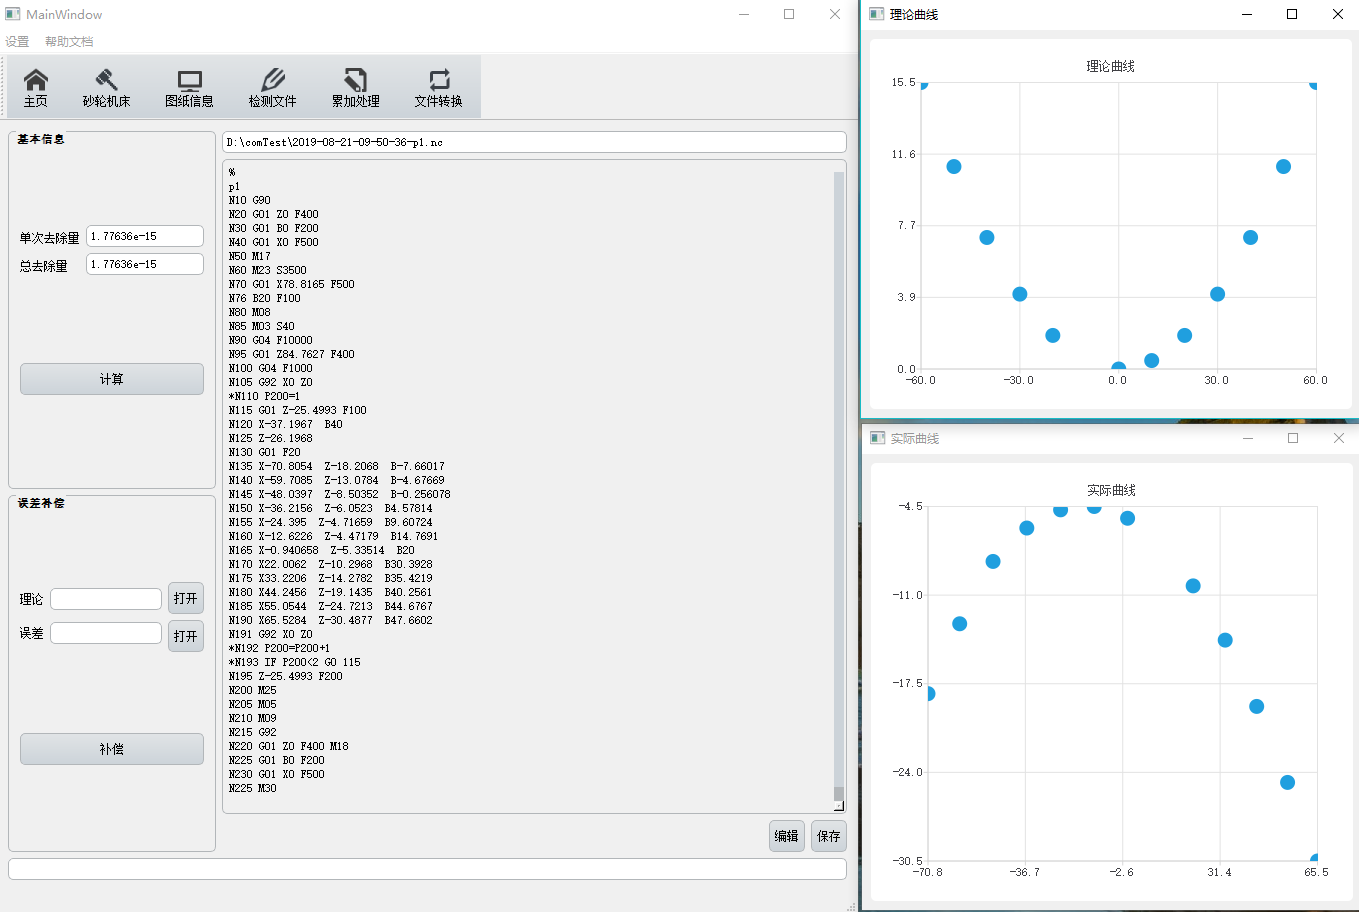 MainWindow
设置 帮助文档
主页 砂轮机床 图纸信息 检测文件 累加处理 文件转换
基本信息
单次去除量 1.77636e-15
总去除量 1.77636e-15
计算
误差补偿
理论 打开
误差 打开
补偿
D:\comTest\2019-08-21-09-50-36-p1.nc
%
p1
N10 G90
N20 G01 Z0 F400
N30 G01 B0 F200
N40 G01 X0 F500
N50 M17
N60 M23 S3500
N70 G01 X78.8165 F500
N76 B20 F100
N80 M08
N85 M03 S40
N90 G04 F10000
N95 G01 Z84.7627 F400
N100 G04 F1000
N105 G92 X0 Z0
*N110 P200=1
N115 G01 Z-25.4993 F100
N120 X-37.1967  B40
N125 Z-26.1968
N130 G01 F20
N135 X-70.8054  Z-18.2068  B-7.66017
N140 X-59.7085  Z-13.0784  B-4.67669
N145 X-48.0397  Z-8.50352  B-0.256078
N150 X-36.2156  Z-6.0523  B4.57814
N155 X-24.395  Z-4.71659  B9.60724
N160 X-12.6226  Z-4.47179  B14.7691
N165 X-0.940658  Z-5.33514  B20
N170 X22.0062  Z-10.2968  B30.3928
N175 X33.2206  Z-14.2782  B35.4219
N180 X44.2456  Z-19.1435  B40.2561
N185 X55.0544  Z-24.7213  B44.6767
N190 X65.5284  Z-30.4877  B47.6602
N191 G92 X0 Z0
*N192 P200=P200+1
*N193 IF P200<2 GO 115
N195 Z-25.4993 F200
N200 M25
N205 M05
N210 M09
N215 G92
N220 G01 Z0 F400 M18
N225 G01 B0 F200
N230 G01 X0 F500
N225 M30
编辑 保存
理论曲线
理论曲线
15.5
11.6
7.7
3.9
0.0
-60.0 -30.0 0.0 30.0 60.0
实际曲线
实际曲线
-4.5
-11.0
-17.5
-24.0
-30.5
-70.8 -36.7 -2.6 31.4 65.5